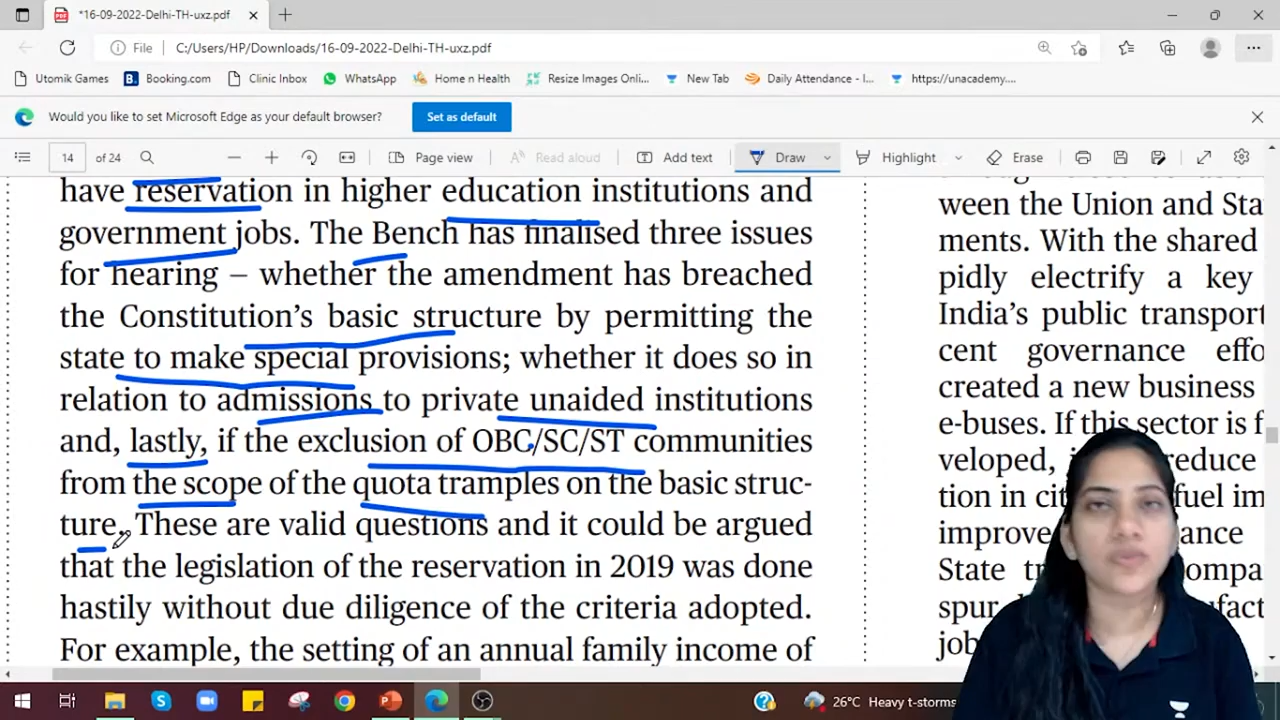 *16-09-2022-Delhi-TH-uxz.pdf
File C:/Users/HP/Downloads/16-09-2022-Delhi-TH-uxz.pdf
Utomik Games Booking.com Clinic Inbox WhatsApp Home n Health Resize Images Onli... New Tab Daily Attendance - I... https://unacademy....
Would you like to set Microsoft Edge as your default browser? Set as default
14 of 24 Page view Read aloud Add text Draw Highlight Erase
have reservation in higher education institutions and
government jobs. The Bench has finalised three issues
for hearing – whether the amendment has breached
the Constitution's basic structure by permitting the
state to make special provisions; whether it does so in
relation to admissions to private unaided institutions
and, lastly, if the exclusion of OBC/SC/ST communities
from the scope of the quota tramples on the basic struc-
ture. These are valid questions and it could be argued
that the legislation of the reservation in 2019 was done
hastily without due diligence of the criteria adopted.
For example, the setting of an annual family income of
ween the Union and Sta
ments. With the shared
pidly electrify a key
India's public transport
cent governance effo
created a new business
e-buses. If this sector is f
veloped, reduce
tion in cit fuel im
improve ance
State tr ompa
spur ufact
job
26°C Heavy t-storms